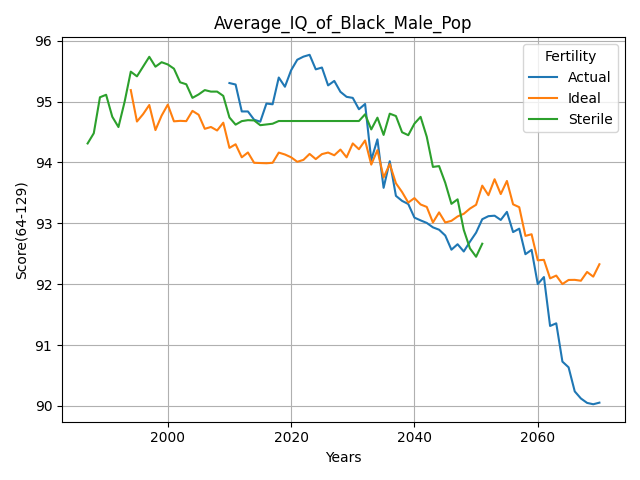 Average_IQ_of_Black_Male_Pop
96
95
94
93
92
91
90
Score(64-129)
2000
2020
2040
2060
Years
Fertility
Actual
Ideal
Sterile